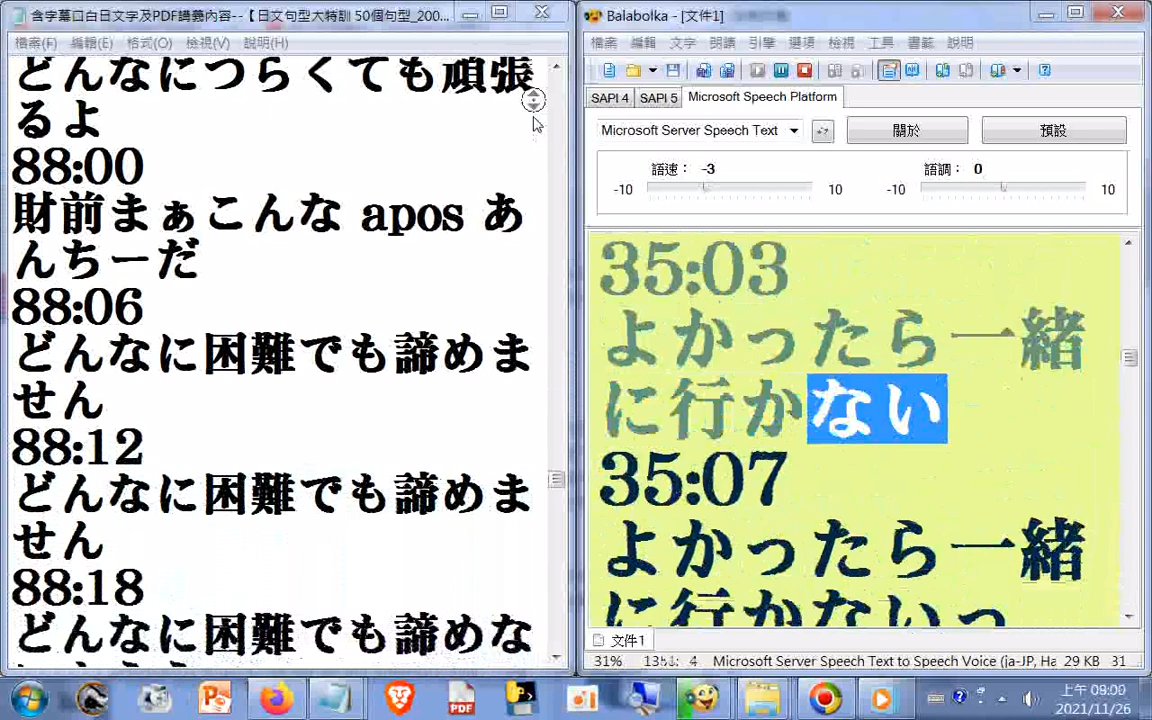 含字幕口白日文字及PDF講義內容--【日文句型大特訓 50個句型_200...
檔案(F) 編輯(E) 格式(O) 檢視(V) 說明(H)
どんなにつらくても頑張
るよ
88:00
財前まぁこんな apos あ
んちーだ
88:06
どんなに困難でも諦めま
せん
88:12
どんなに困難でも諦めま
せん
88:18
どんなに困難でも諦めな
Balabolka - [文件1]
檔案 編輯 文字 朗讀 引擎 選項 檢視 工具 書籤 說明
SAPI 4 SAPI 5 Microsoft Speech Platform
Microsoft Server Speech Text 關於 預設
語速： -3 語調： 0
-10 10 -10 10
35:03
よかったら一緒
に行かない
35:07
よかったら一緒
に行かないっ
文件1
31% 1351: 4 Microsoft Server Speech Text to Speech Voice (ja-JP, Ha 29 KB 31
PDF
上午 09:00
2021/11/26